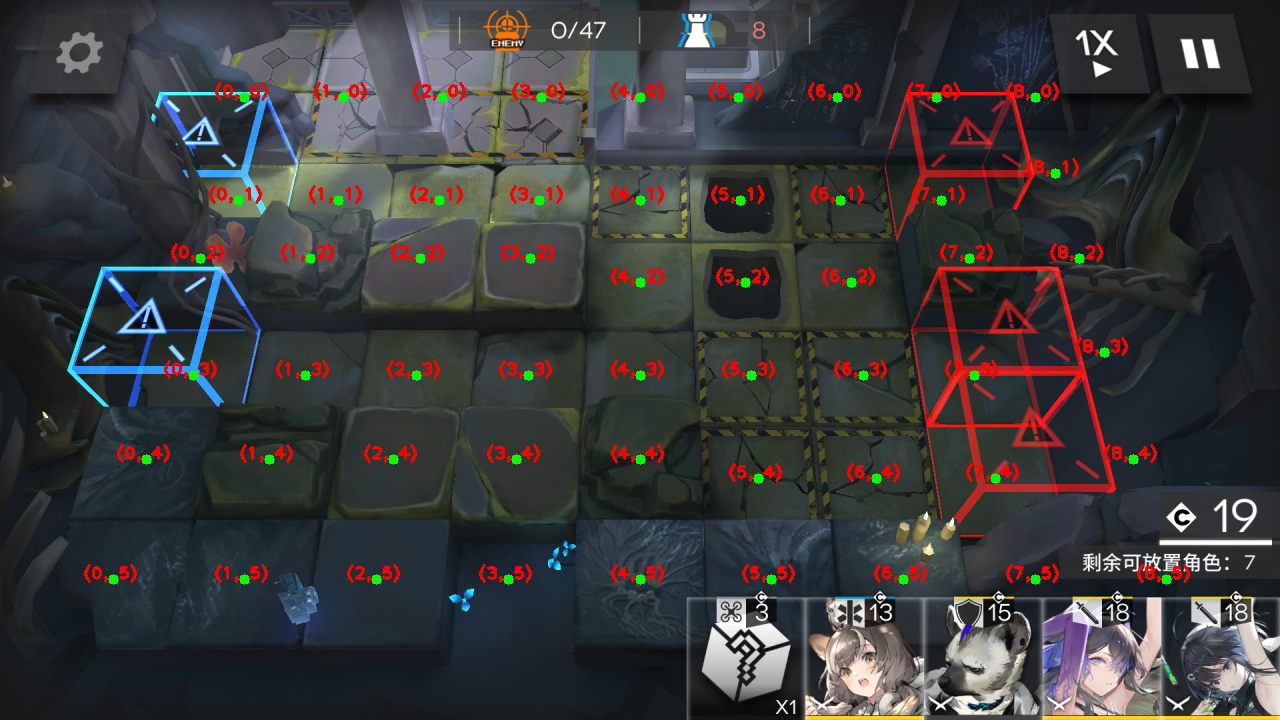 ENEMY 0/47 8 1X
(0, 0) (1, 0) (2, 0) (3, 0) (4, 0) (5, 0) (6, 0) (7, 0) (8, 0)
(0, 1) (1, 1) (2, 1) (3, 1) (4, 1) (5, 1) (6, 1) (7, 1) (8, 1)
(0, 2) (1, 2) (2, 2) (3, 2) (4, 2) (5, 2) (6, 2) (7, 2) (8, 2)
(0, 3) (1, 3) (2, 3) (3, 3) (4, 3) (5, 3) (6, 3) (7, 3) (8, 3)
(0, 4) (1, 4) (2, 4) (3, 4) (4, 4) (5, 4) (6, 4) (7, 4) (8, 4)
C 19
剩余可放置角色：7
(0, 5) (1, 5) (2, 5) (3, 5) (4, 5) (5, 5) (6, 5) (7, 5) (8, 5)
C 3 C 13 C 15 C 18 C 18
X1